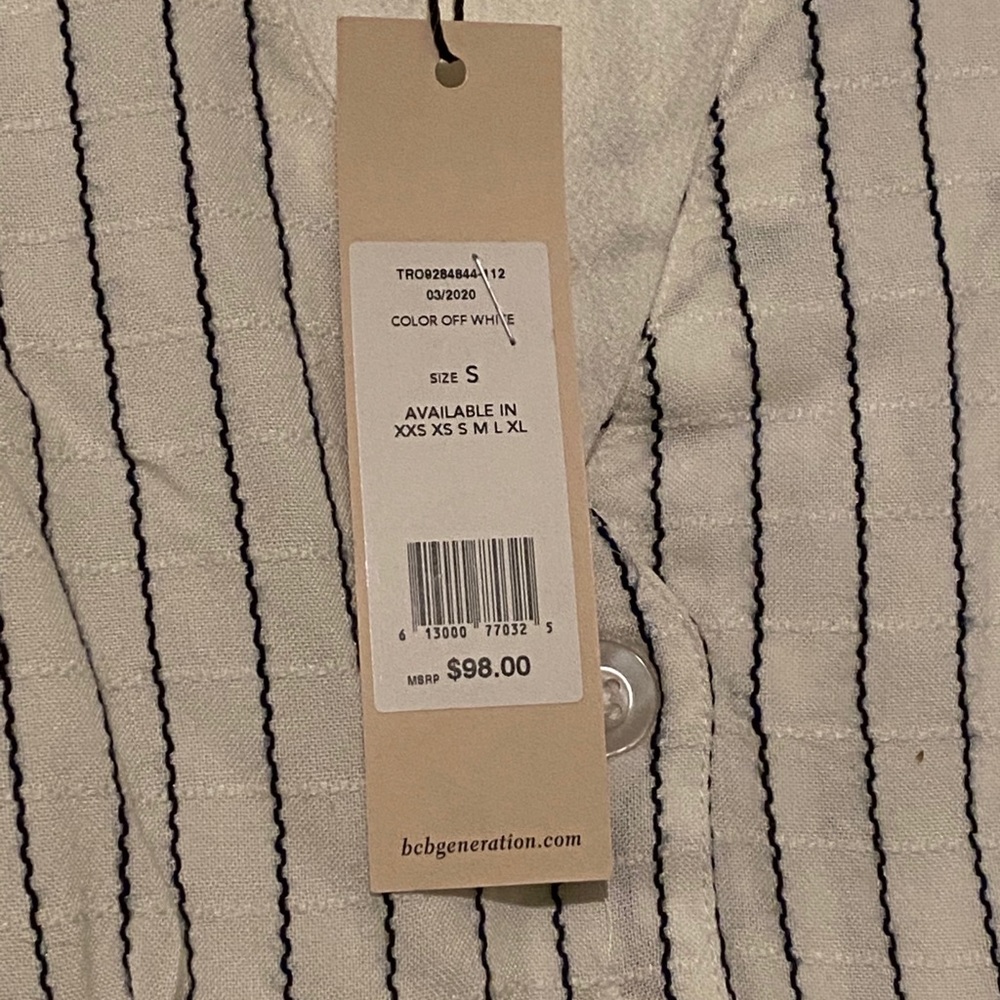 TRO9284844-112
03/2020
COLOR OFF WHITE
SIZE S
AVAILABLE IN
XXS XS S M L XL
6 13000 77032 5
MSRP $98.00
bcbgeneration.com